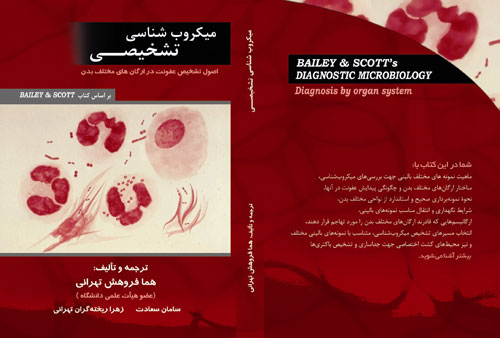 میکروب شناسی
تشخیصی
اصول تشخیص عفونت در ارگان های مختلف بدن
بر اساس کتاب BAILEY & SCOTT
ترجمه و تألیف:
هما فروهش تهرانی
(عضو هیأت علمی دانشگاه)
سامان سعادت
زهرا ریخته گران تهرانی
میکروب شناسی تشخیصی
ترجمه و تألیف: هما فروهش تهرانی
BAILEY & SCOTT's
DIAGNOSTIC MICROBIOLOGY
Diagnosis by organ system
شما در این کتاب با:
ماهیت نمونه های مختلف بالینی جهت بررسی‌های میکروب‌شناسی،
ساختار ارگان‌های مختلف بدن و چگونگی پیدایش عفونت در آنها،
نحوه نمونه‌برداری صحیح و استاندارد از نواحی مختلف بدن،
شرایط نگهداری و انتقال مناسب نمونه‌های بالینی،
ارگانیسم‌هایی که قادرند ارگان‌های مختلف بدن را مورد تهاجم قرار دهند،
انتخاب مسیرهای تشخیص میکروب‌شناسی، متناسب با نمونه‌های بالینی مختلف
و نیز محیط‌های کشت اختصاصی جهت جداسازی و تشخیص باکتری‌ها
بیشتر آشنا می‌شوید.